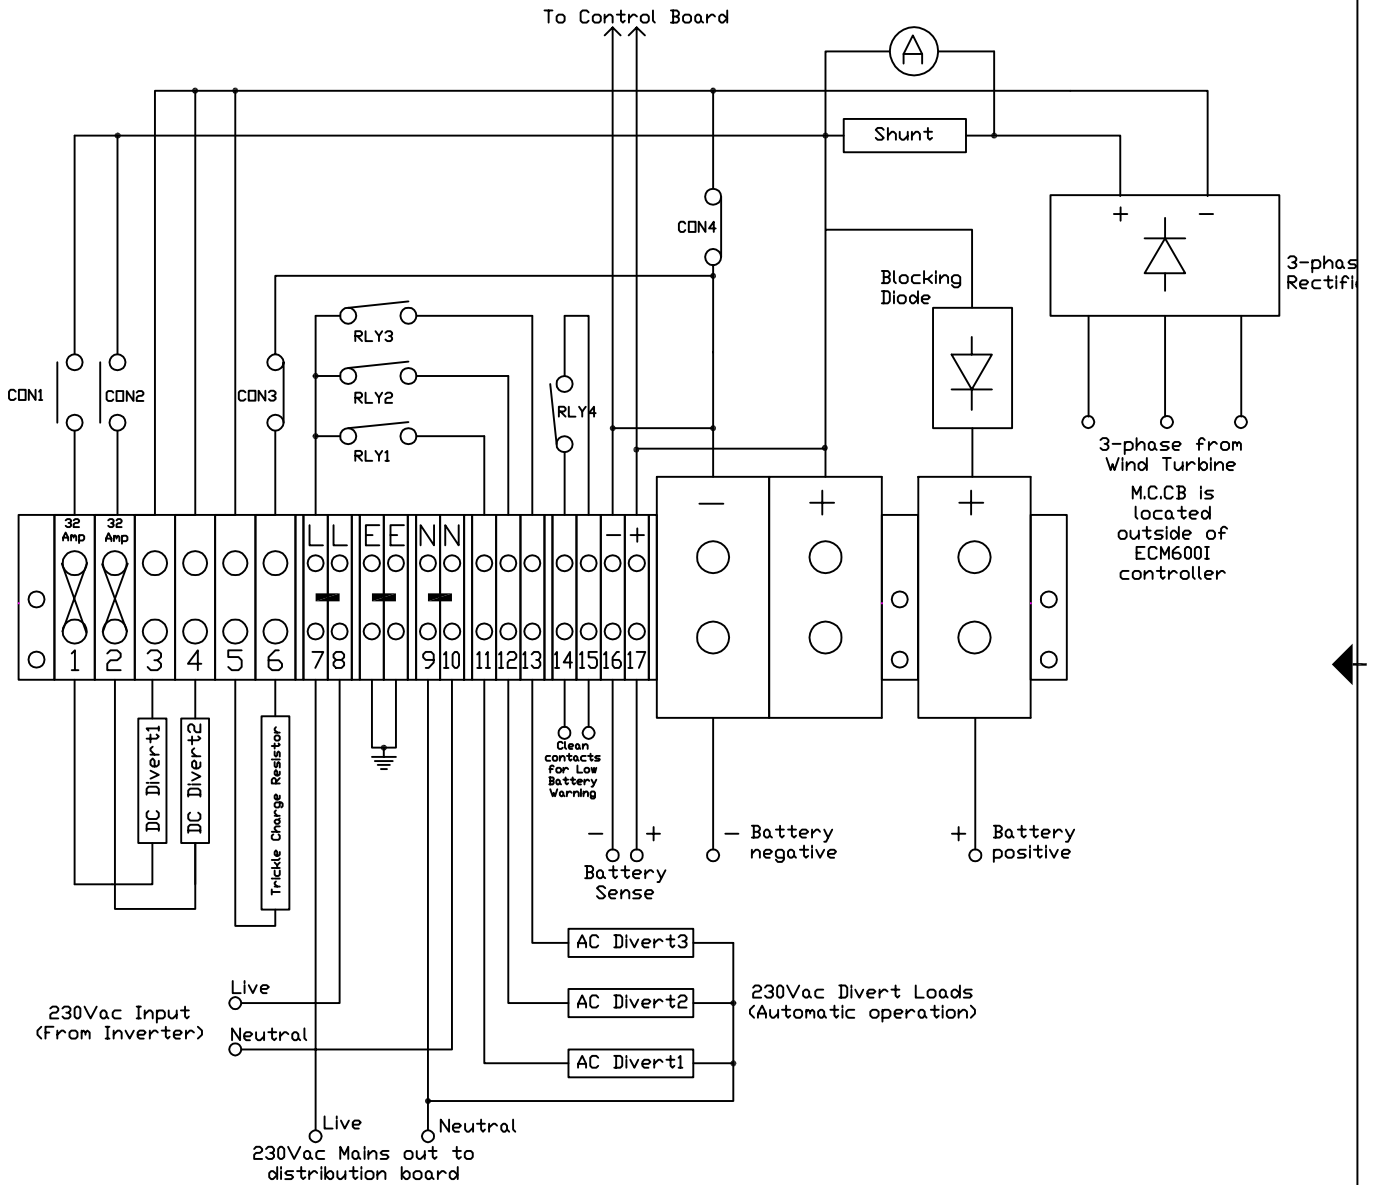 To Control Board
A
Shunt
CON4
+ −
3-phas
Rectifi
Blocking
Diode
RLY3
CON1
CON2
CON3
RLY2
RLY4
RLY1
3-phase from
Wind Turbine
M.C.CB is
located
outside of
ECM600I
controller
32
Amp
32
Amp
L L E E N N − + − + +
1 2 3 4 5 6 7 8 9 10 11 12 13 14 15 16 17
DC Divert1
DC Divert2
Trickle Charge Resistor
Clean
contacts
for Low
Battery
Warning
− +
Battery
Sense
− Battery
negative
+ Battery
positive
AC Divert3
Live
230Vac Input
(From Inverter)
Neutral
AC Divert2
230Vac Divert Loads
(Automatic operation)
AC Divert1
Live
Neutral
230Vac Mains out to
distribution board